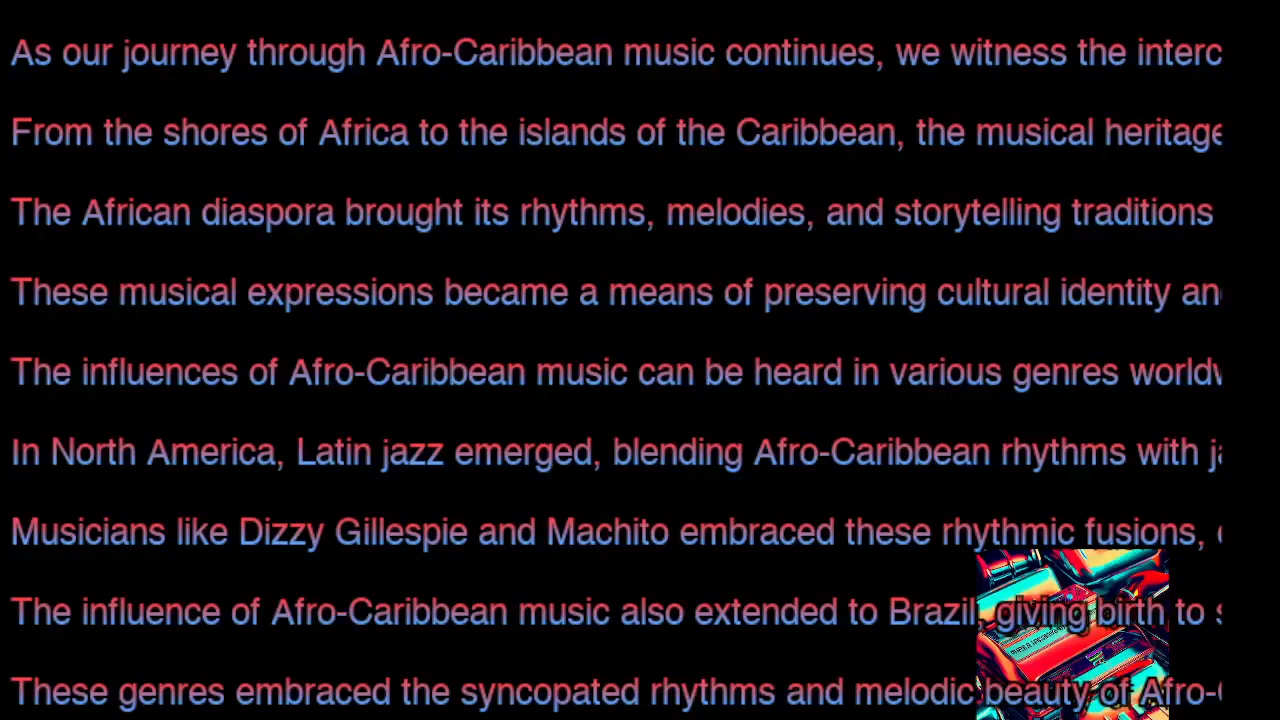 As our journey through Afro-Caribbean music continues, we witness the interc
From the shores of Africa to the islands of the Caribbean, the musical heritage
The African diaspora brought its rhythms, melodies, and storytelling traditions
These musical expressions became a means of preserving cultural identity an
The influences of Afro-Caribbean music can be heard in various genres worldw
In North America, Latin jazz emerged, blending Afro-Caribbean rhythms with ja
Musicians like Dizzy Gillespie and Machito embraced these rhythmic fusions,
The influence of Afro-Caribbean music also extended to Brazil, giving birth to s
These genres embraced the syncopated rhythms and melodic beauty of Afro-